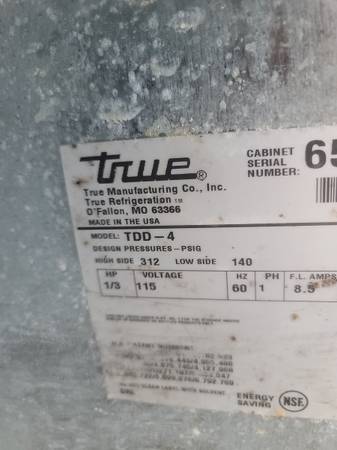 true®
CABINET
SERIAL
NUMBER: 65
True Manufacturing Co., Inc.
True Refrigeration™
O'Fallon, MO 63366
MADE IN THE USA
MODEL: TDD-4
DESIGN PRESSURES-PSIG
HIGH SIDE 312 LOW SIDE 140
HP VOLTAGE HZ PH F.L. AMPS
1/3 115 60 1 8.5
ENERGY
SAVING
NSF.